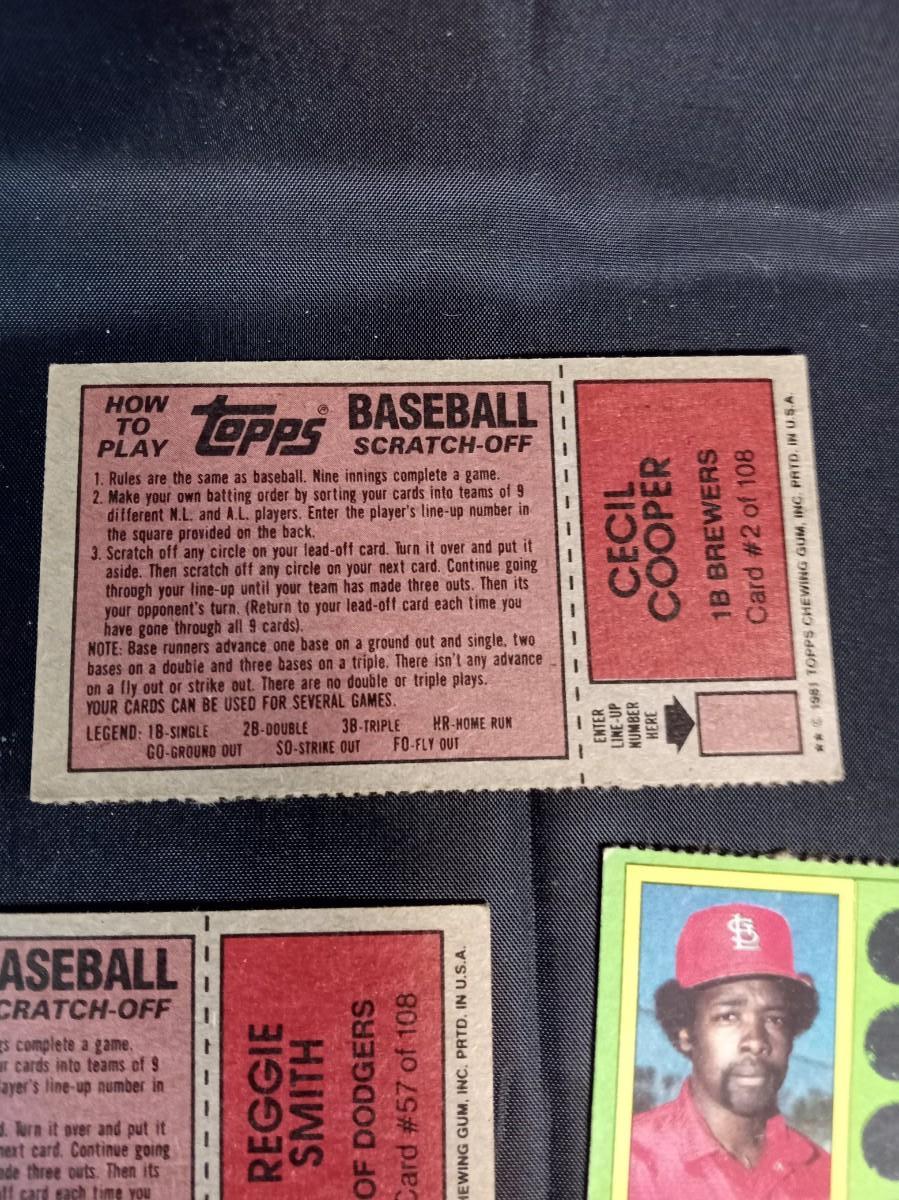 HOW
TO
PLAY
TOPPS®
BASEBALL
SCRATCH-OFF
1. Rules are the same as baseball. Nine innings complete a game.
2. Make your own batting order by sorting your cards into teams of 9
different N.L. and A.L. players. Enter the player's line-up number in
the square provided on the back.
3. Scratch off any circle on your lead-off card. Turn it over and put it
aside. Then scratch off any circle on your next card. Continue going
through your line-up until your team has made three outs. Then its
your opponent's turn. (Return to your lead-off card each time you
have gone through all 9 cards).
NOTE: Base runners advance one base on a ground out and single, two
bases on a double and three bases on a triple. There isn't any advance
on a fly out or strike out. There are no double or triple plays.
YOUR CARDS CAN BE USED FOR SEVERAL GAMES.
LEGEND: 1B-SINGLE 2B-DOUBLE 3B-TRIPLE HR-HOME RUN
GO-GROUND OUT SO-STRIKE OUT FO-FLY OUT
CECIL
COOPER
1B BREWERS
Card #2 of 108
ENTER
LINE-UP
NUMBER
HERE
** © 1981 TOPPS CHEWING GUM, INC. PRTD. IN U.S.A.
ASEBALL
CRATCH-OFF
gs complete a game.
ur cards into teams of 9
layer's line-up number in
d. Turn it over and put it
next card. Continue going
de three outs. Then its
ff card each time you
REGGIE
SMITH
OF DODGERS
Card #57 of 108
EWING GUM, INC. PRTD. IN U.S.A.
StL